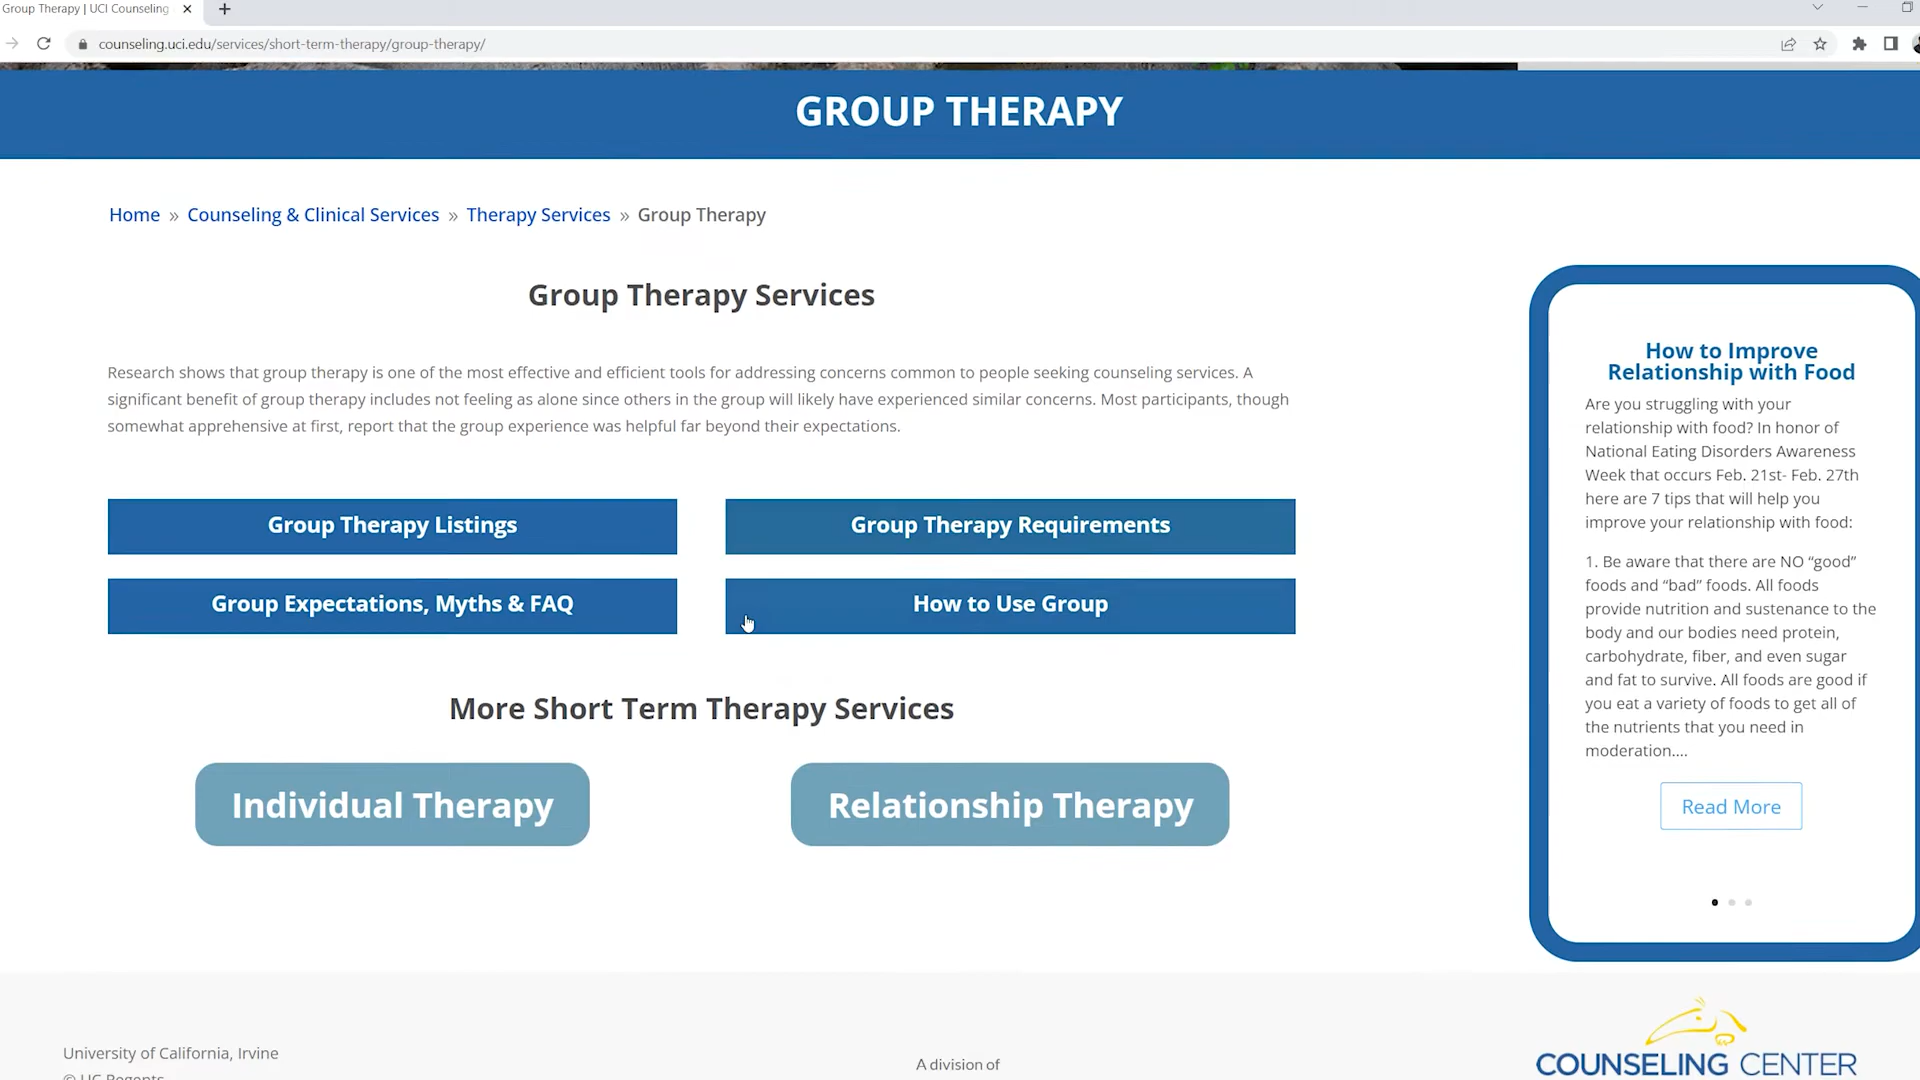 Group Therapy | UCI Counseling
counseling.uci.edu/services/short-term-therapy/group-therapy/
GROUP THERAPY
Home » Counseling & Clinical Services » Therapy Services » Group Therapy
Group Therapy Services
Research shows that group therapy is one of the most effective and efficient tools for addressing concerns common to people seeking counseling services. A
significant benefit of group therapy includes not feeling as alone since others in the group will likely have experienced similar concerns. Most participants, though
somewhat apprehensive at first, report that the group experience was helpful far beyond their expectations.
Group Therapy Listings
Group Therapy Requirements
Group Expectations, Myths & FAQ
How to Use Group
More Short Term Therapy Services
Individual Therapy
Relationship Therapy
How to Improve
Relationship with Food
Are you struggling with your
relationship with food? In honor of
National Eating Disorders Awareness
Week that occurs Feb. 21st- Feb. 27th
here are 7 tips that will help you
improve your relationship with food:
1. Be aware that there are NO “good”
foods and “bad” foods. All foods
provide nutrition and sustenance to the
body and our bodies need protein,
carbohydrate, fiber, and even sugar
and fat to survive. All foods are good if
you eat a variety of foods to get all of
the nutrients that you need in
moderation....
Read More
University of California, Irvine
© UC Regents
A division of
COUNSELING CENTER